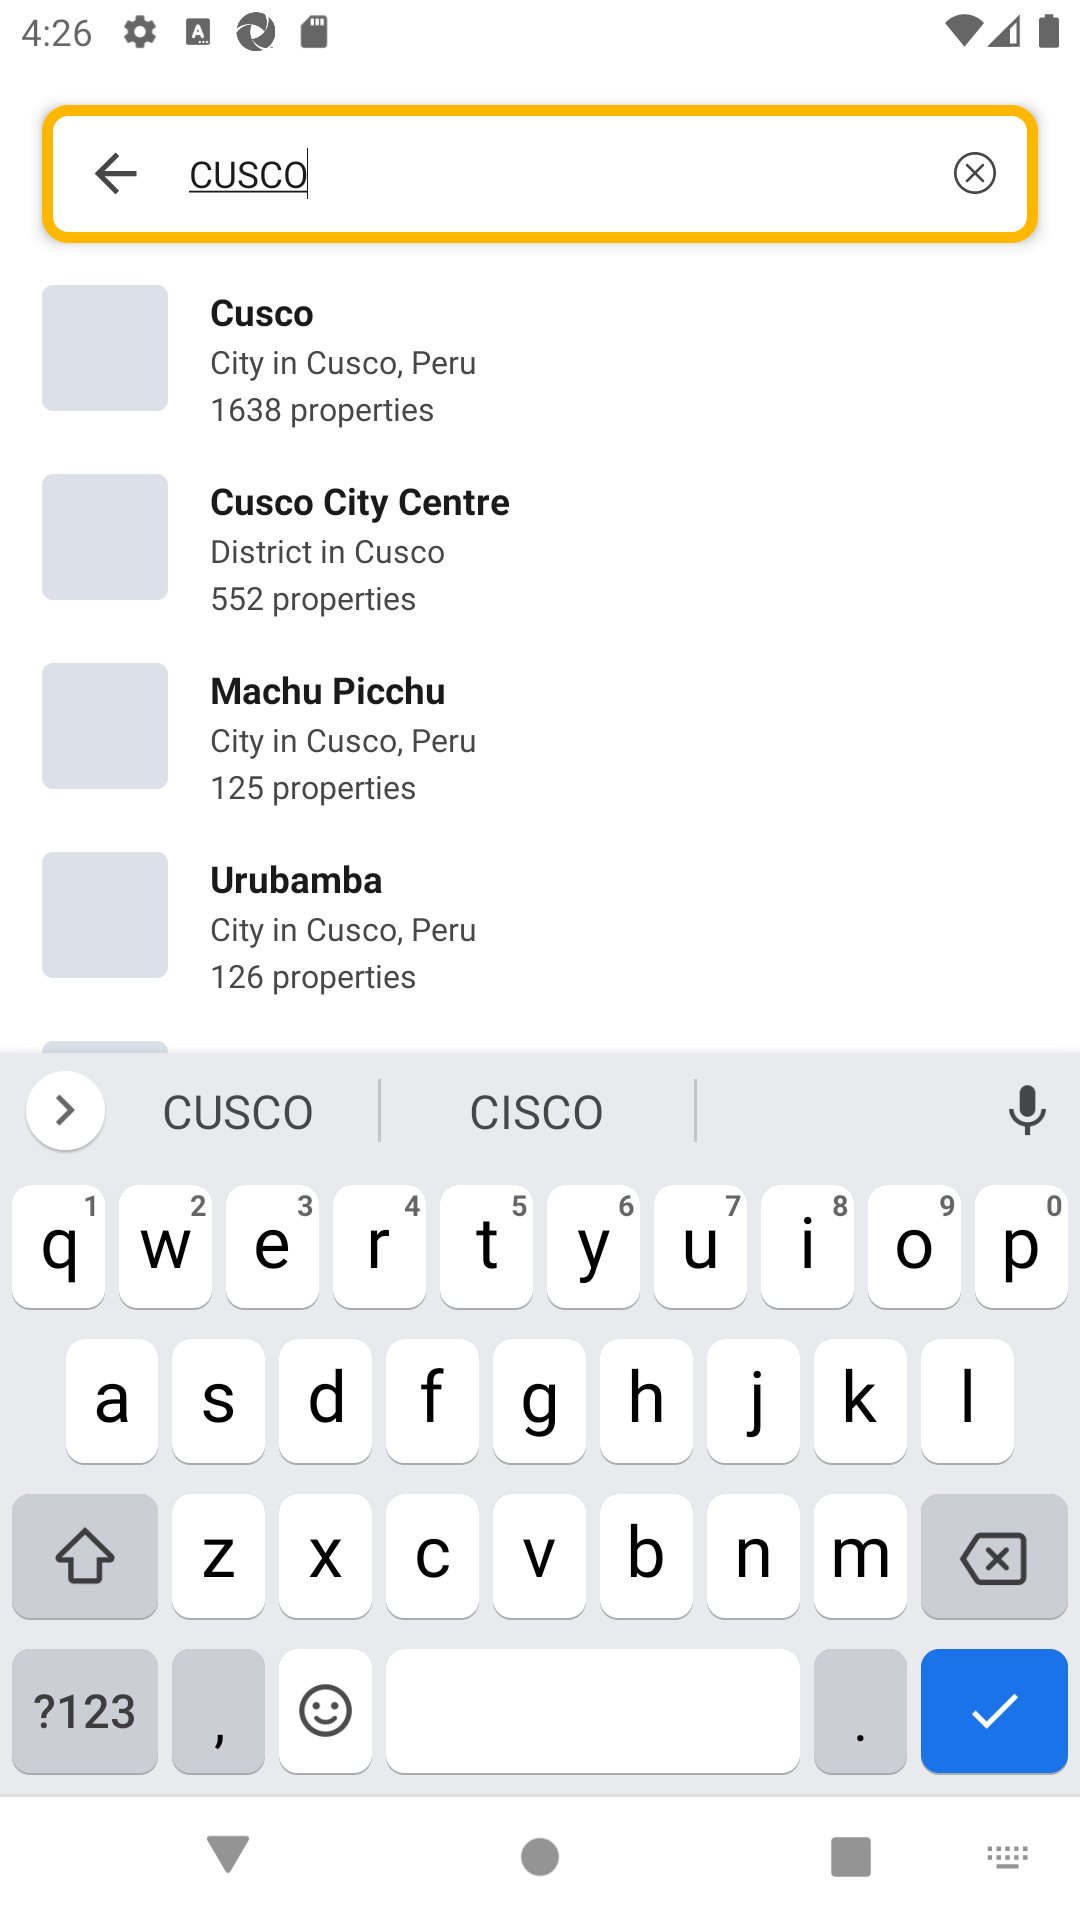 4:26
CUSCO
Cusco
City in Cusco, Peru
1638 properties
Cusco City Centre
District in Cusco
552 properties
Machu Picchu
City in Cusco, Peru
125 properties
Urubamba
City in Cusco, Peru
126 properties
CUSCO CISCO
1 2 3 4 5 6 7 8 9 0
q w e r t y u i o p
a s d f g h j k l
z x c v b n m
?123 , .